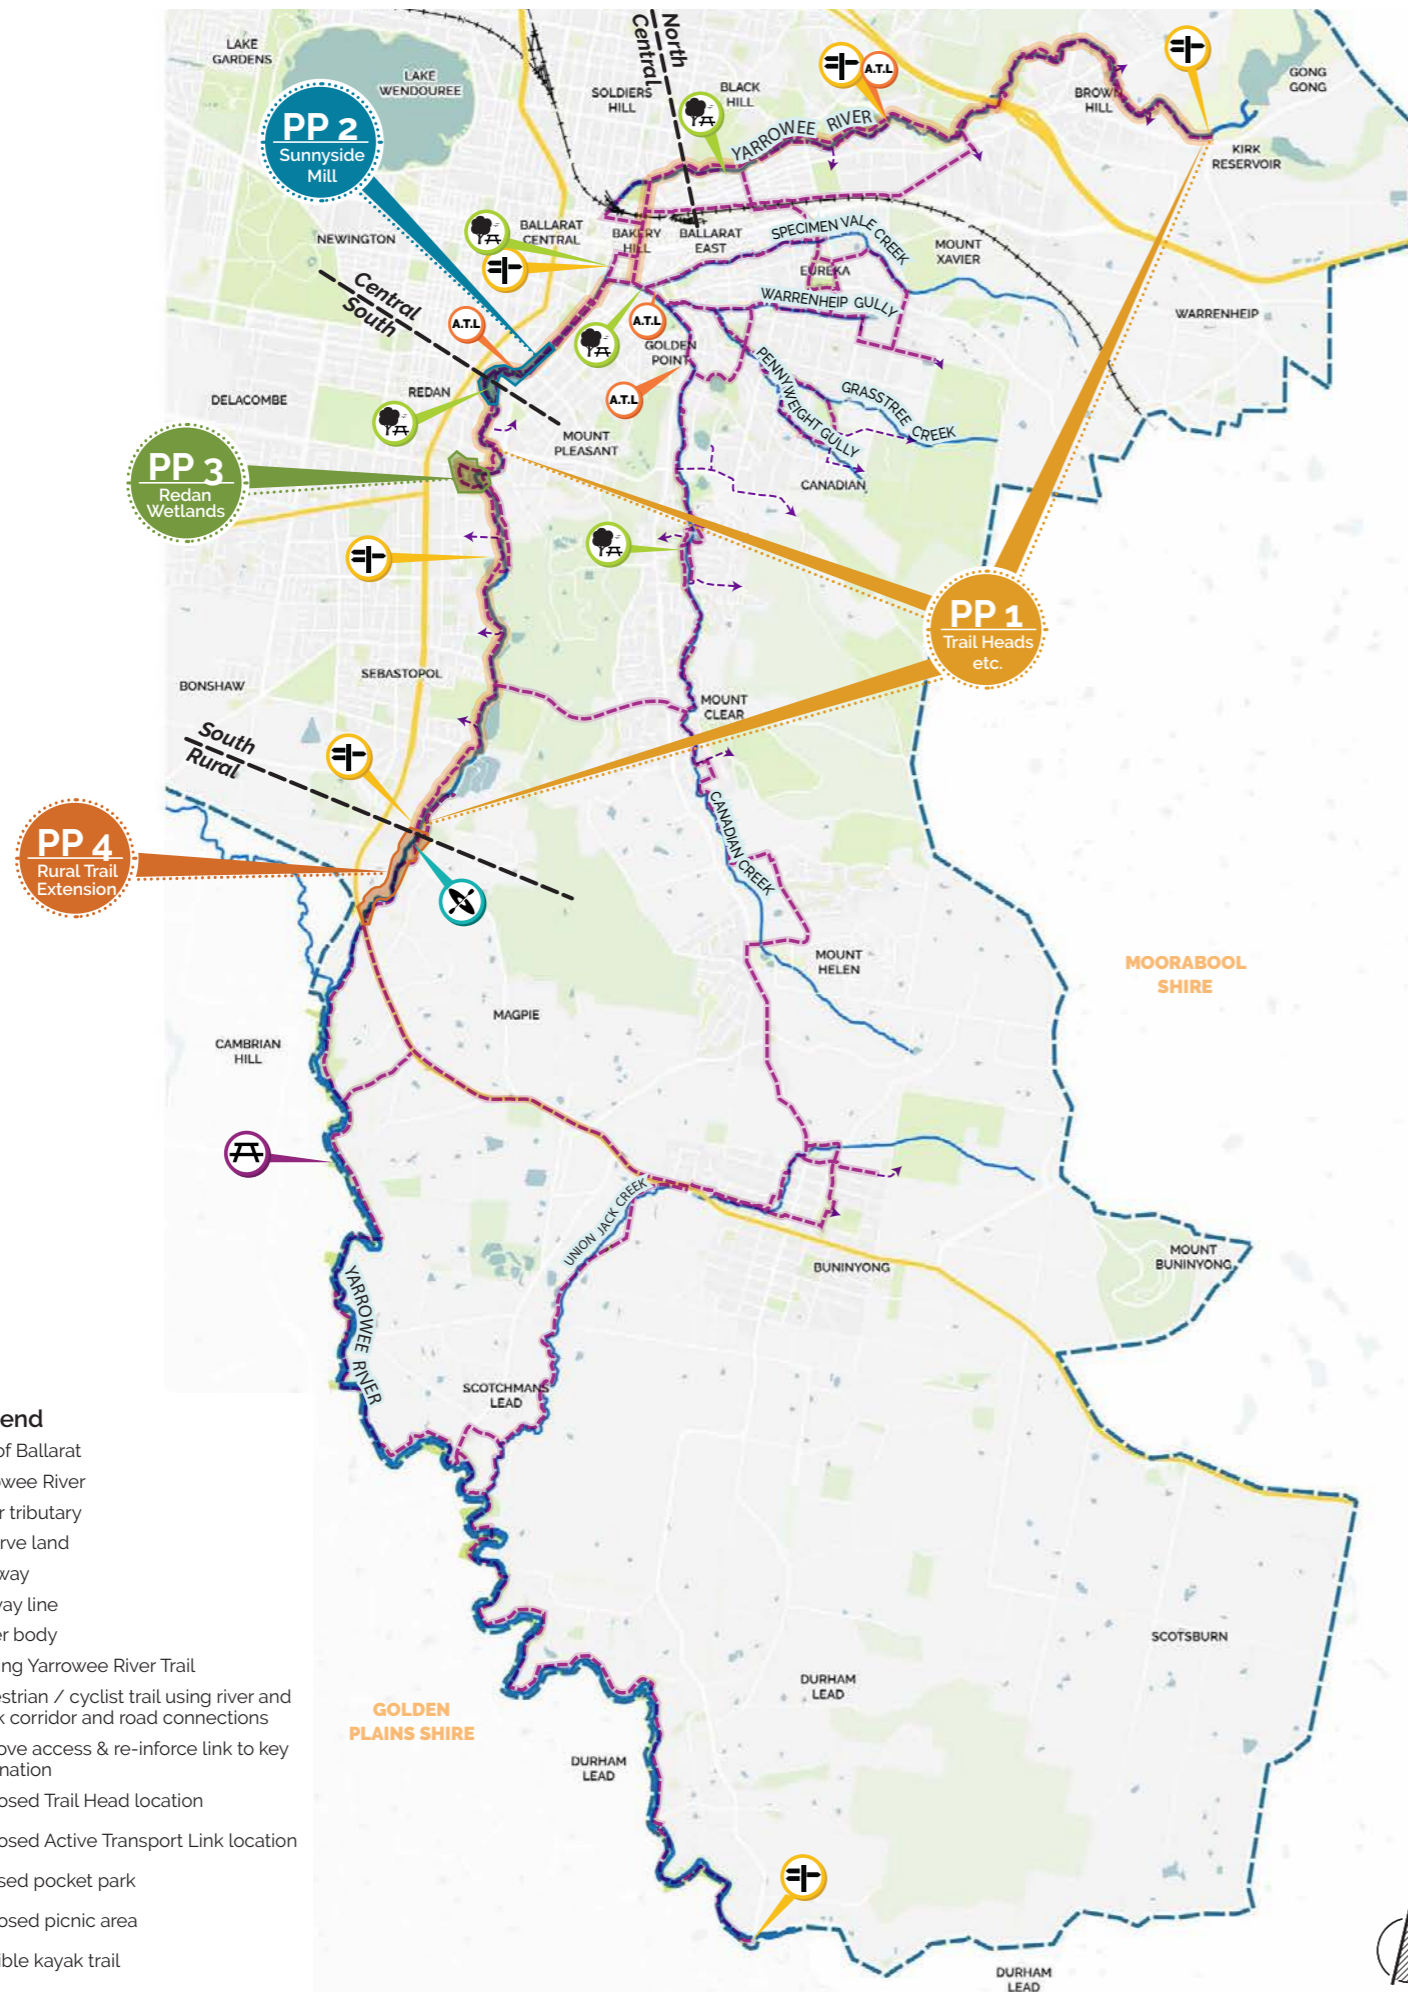 LAKE
GARDENS
LAKE
WENDOUREE
North
Central
SOLDIERS
HILL
BLACK
HILL
A.T.L
BROWN
HILL
GONG
GONG
KIRK
RESERVOIR
YARROWEE RIVER
PP 2
Sunnyside
Mill
NEWINGTON
BALLARAT
CENTRAL
BAKERY
HILL
BALLARAT
EAST
SPECIMEN VALE CREEK
MOUNT
XAVIER
EUREKA
WARRENHEIP GULLY
WARRENHEIP
Central
South
A.T.L
A.T.L
GOLDEN
POINT
A.T.L
PENNYWEIGHT GULLY
GRASSTREE CREEK
DELACOMBE
REDAN
MOUNT
PLEASANT
CANADIAN
PP 3
Redan
Wetlands
PP 1
Trail Heads
etc.
SEBASTOPOL
BONSHAW
MOUNT
CLEAR
South
Rural
CANADIAN CREEK
PP 4
Rural Trail
Extension
MOUNT
HELEN
MOORABOOL
SHIRE
MAGPIE
CAMBRIAN
HILL
UNION JACK CREEK
BUNINYONG
MOUNT
BUNINYONG
YARROWEE RIVER
SCOTCHMANS
LEAD
end
of Ballarat
owee River
r tributary
rve land
way
ay line
er body
ng Yarrowee River Trail
estrian / cyclist trail using river and
k corridor and road connections
ove access & re-inforce link to key
nation
osed Trail Head location
osed Active Transport Link location
sed pocket park
osed picnic area
ible kayak trail
SCOTSBURN
DURHAM
LEAD
GOLDEN
PLAINS SHIRE
DURHAM
LEAD
DURHAM
LEAD